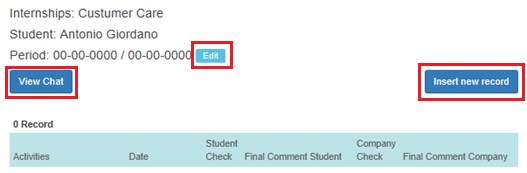 Internships: Custumer Care
Student: Antonio Giordano
Period: 00-00-0000 / 00-00-0000 Edit
View Chat Insert new record
0 Record
Activities Date Student Check Final Comment Student Company Check Final Comment Company